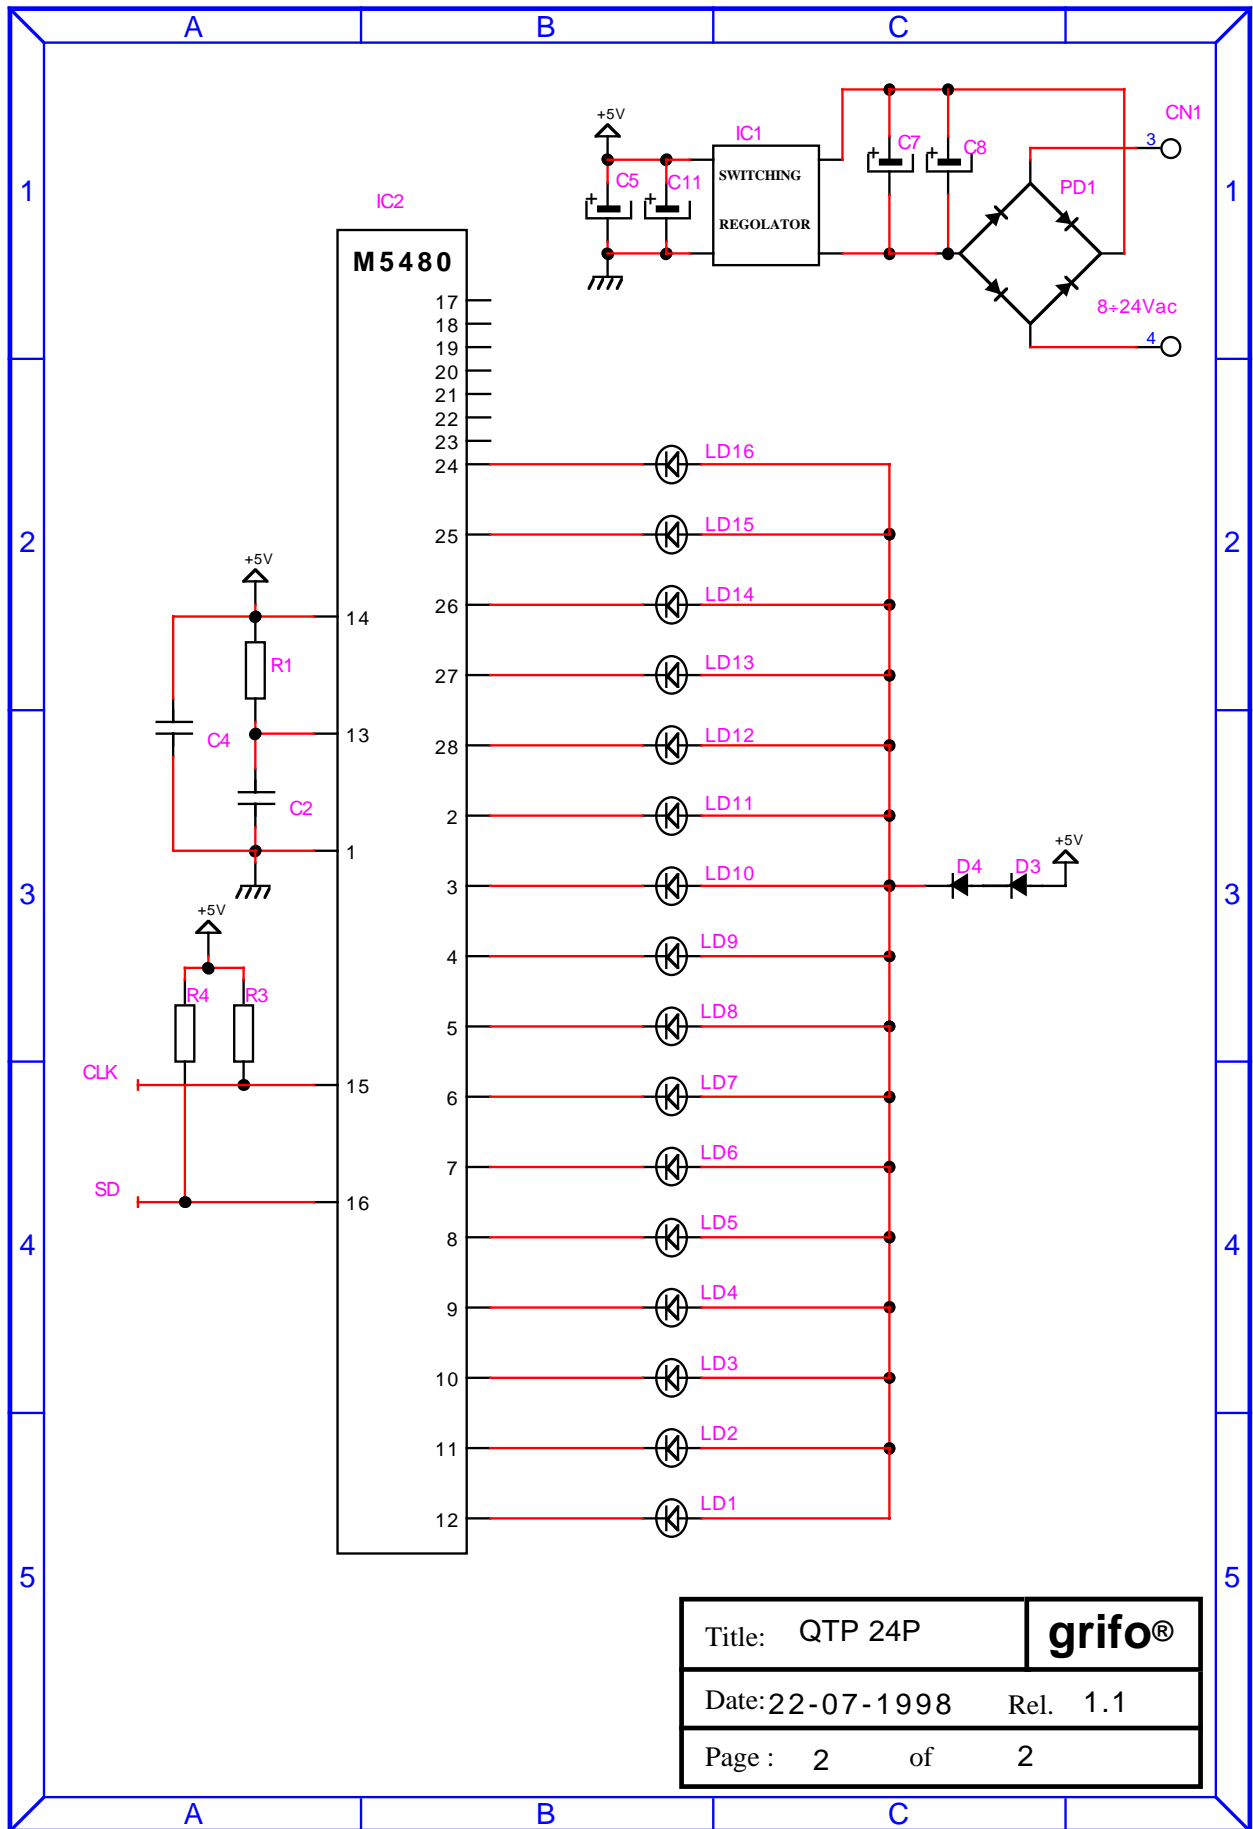 A B C
+5V
IC1
CN1
3
C7 C8
SWITCHING
C5 C11
PD1
1 1
IC2
REGOLATOR
M5480
17
8÷24Vac
18
4
19
20
21
22
23
LD16
24
LD15
2 25 2
+5V
LD14
26
14
R1
LD13
27
C4 13
LD12
28
C2
LD11
2
1
+5V
LD10 D4 D3
3 3 3
+5V
LD9
4
R4 R3
LD8
5
CLK
15
LD7
6
LD6
7
SD
16
LD5
4 8 4
LD4
9
LD3
10
LD2
11
LD1
12
5 5
Title: QTP 24P grifo®
Date: 22-07-1998 Rel. 1.1
Page : 2 of 2
A B C